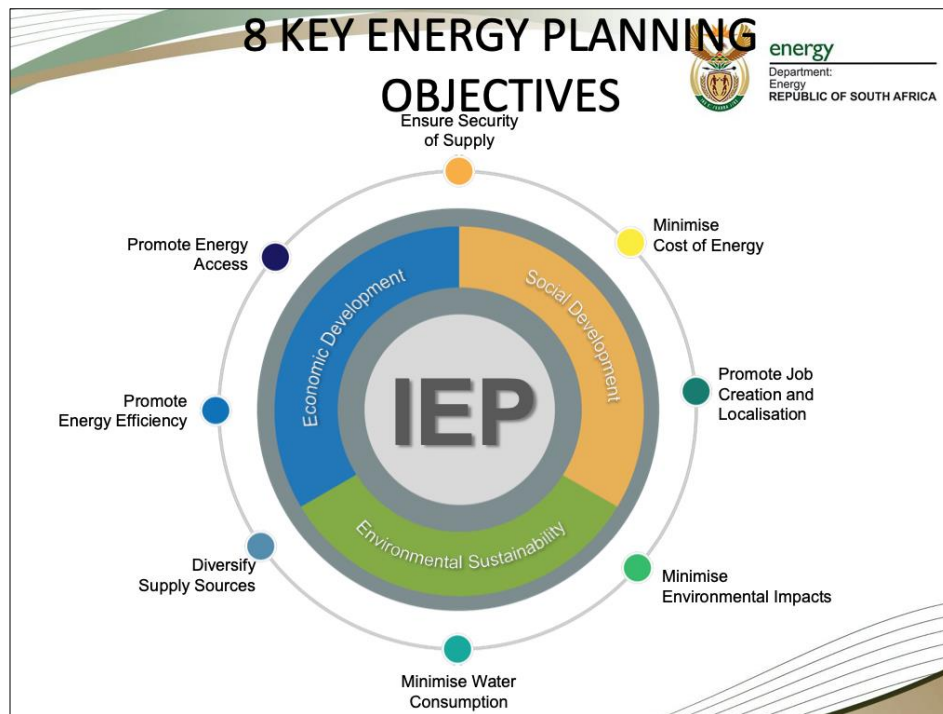 8 KEY ENERGY PLANNING
OBJECTIVES
energy
Department:
Energy
REPUBLIC OF SOUTH AFRICA
Ensure Security
of Supply
Minimise
Cost of Energy
Promote Job
Creation and
Localisation
Minimise
Environmental Impacts
Minimise Water
Consumption
Diversify
Supply Sources
Promote
Energy Efficiency
Promote Energy
Access
Economic Development
Social Development
Environmental Sustainability
IEP